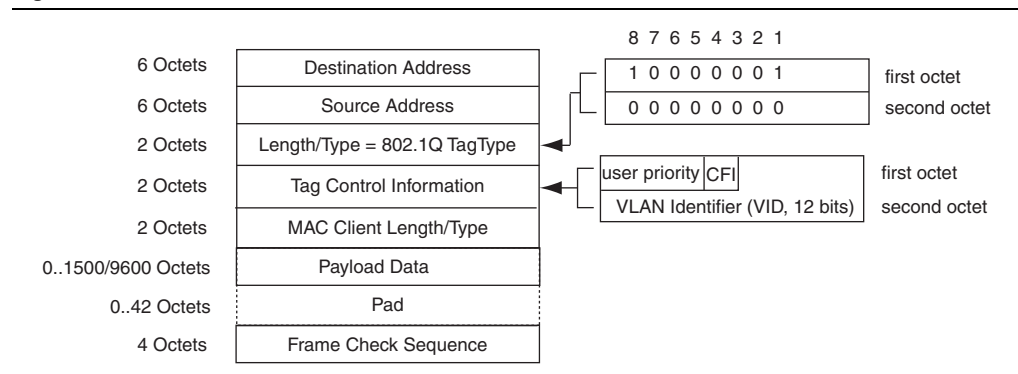 8 7 6 5 4 3 2 1
6 Octets Destination Address 1 0 0 0 0 0 0 1 first octet
6 Octets Source Address 0 0 0 0 0 0 0 0 second octet
2 Octets Length/Type = 802.1Q TagType
2 Octets Tag Control Information user priority CFI first octet
VLAN Identifier (VID, 12 bits) second octet
2 Octets MAC Client Length/Type
0..1500/9600 Octets Payload Data
0..42 Octets Pad
4 Octets Frame Check Sequence